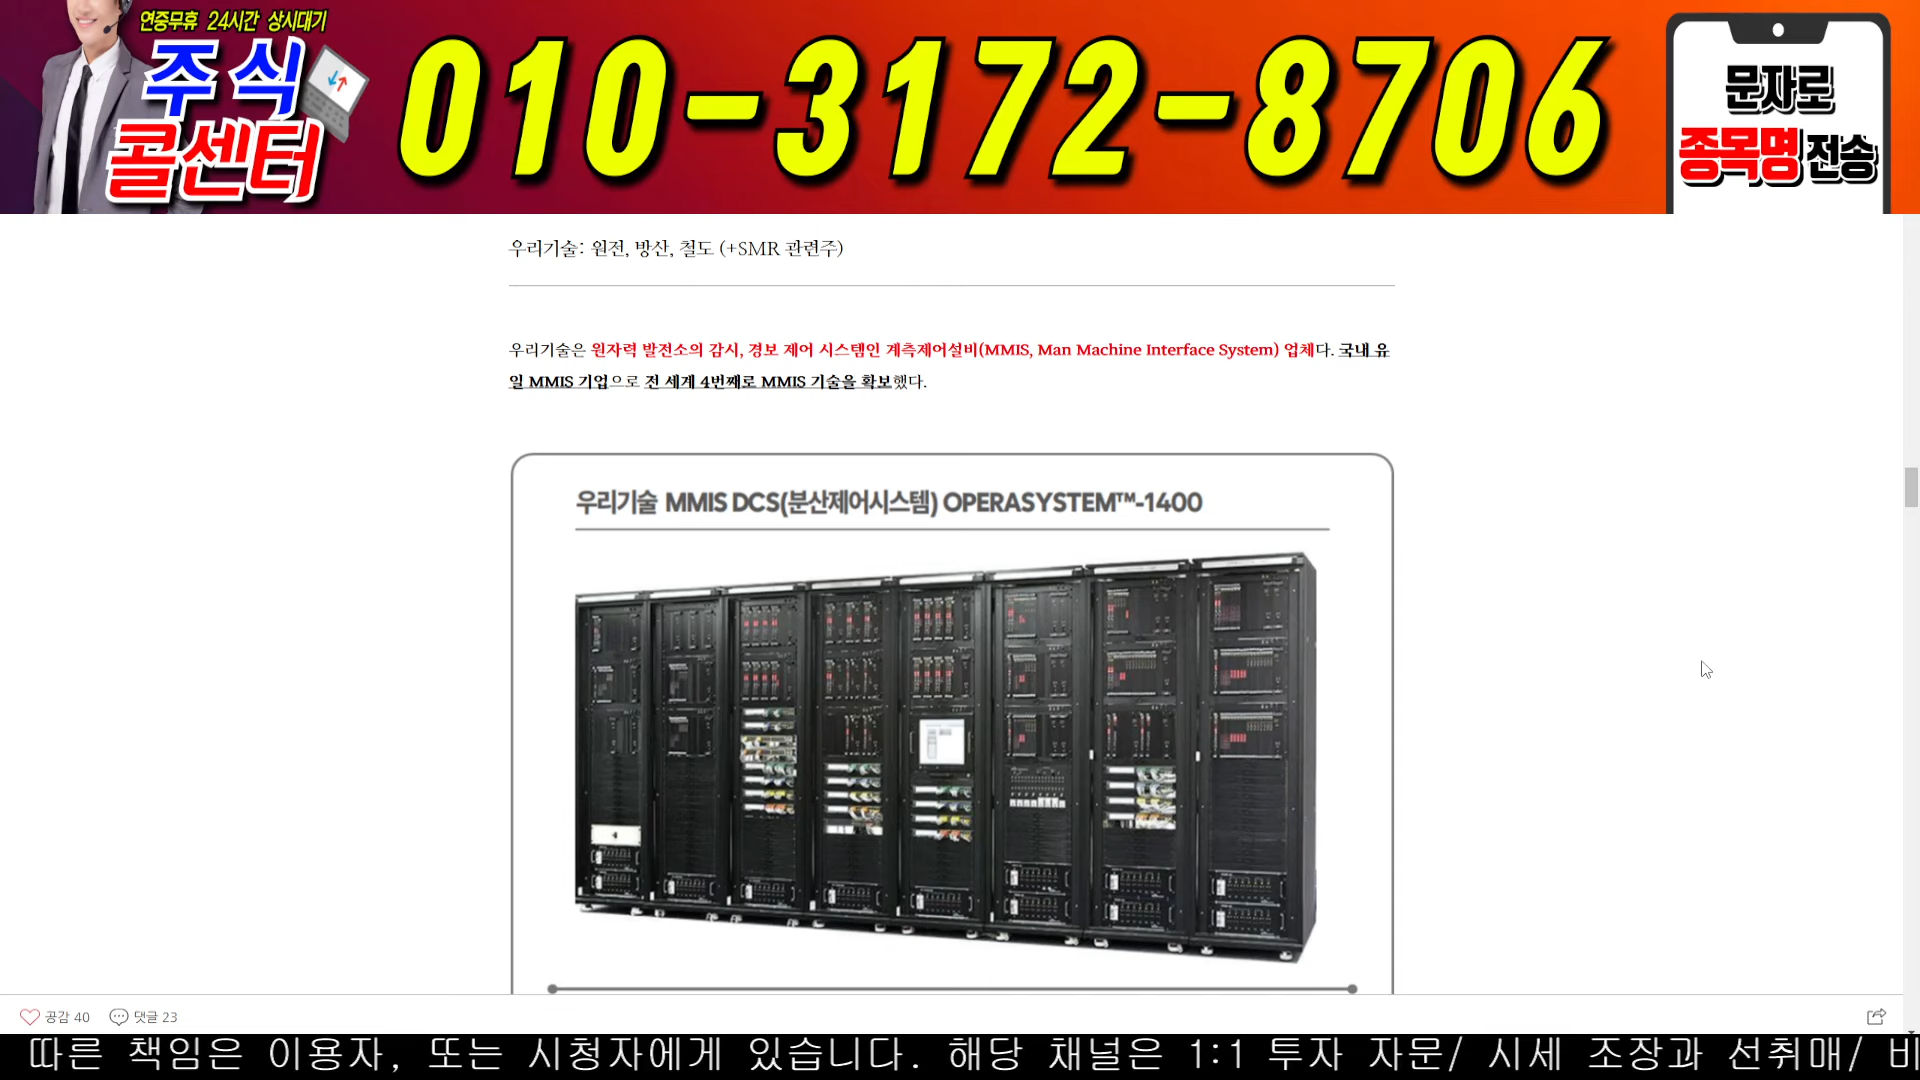 연중무휴 24시간 상시대기
주식
콜센터
010-3172-8706
문자로
종목명 전송
우리기술: 원전, 방산, 철도 (+SMR 관련주)
우리기술은 원자력 발전소의 감시, 경보 제어 시스템인 계측제어설비(MMIS, Man Machine Interface System) 업체다. 국내 유
일 MMIS 기업으로 전 세계 4번째로 MMIS 기술을 확보했다.
우리기술 MMIS DCS(분산제어시스템) OPERASYSTEM™-1400
4
공감 40 댓글 23
따른 책임은 이용자, 또는 시청자에게 있습니다. 해당 채널은 1:1 투자 자문/ 시세 조장과 선취매/ 비